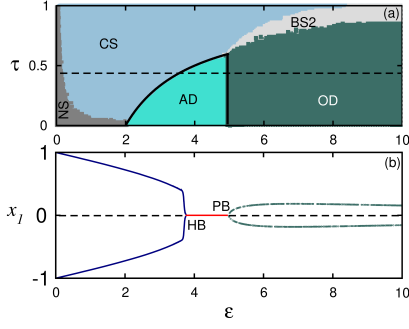 1
(a)
BS2
CS
τ
0.5
NS
AD
OD
0
0 2 4 6 8 10
1
(b)
PB
x1
0
HB
-1
0 2 4 6 8 10
ε